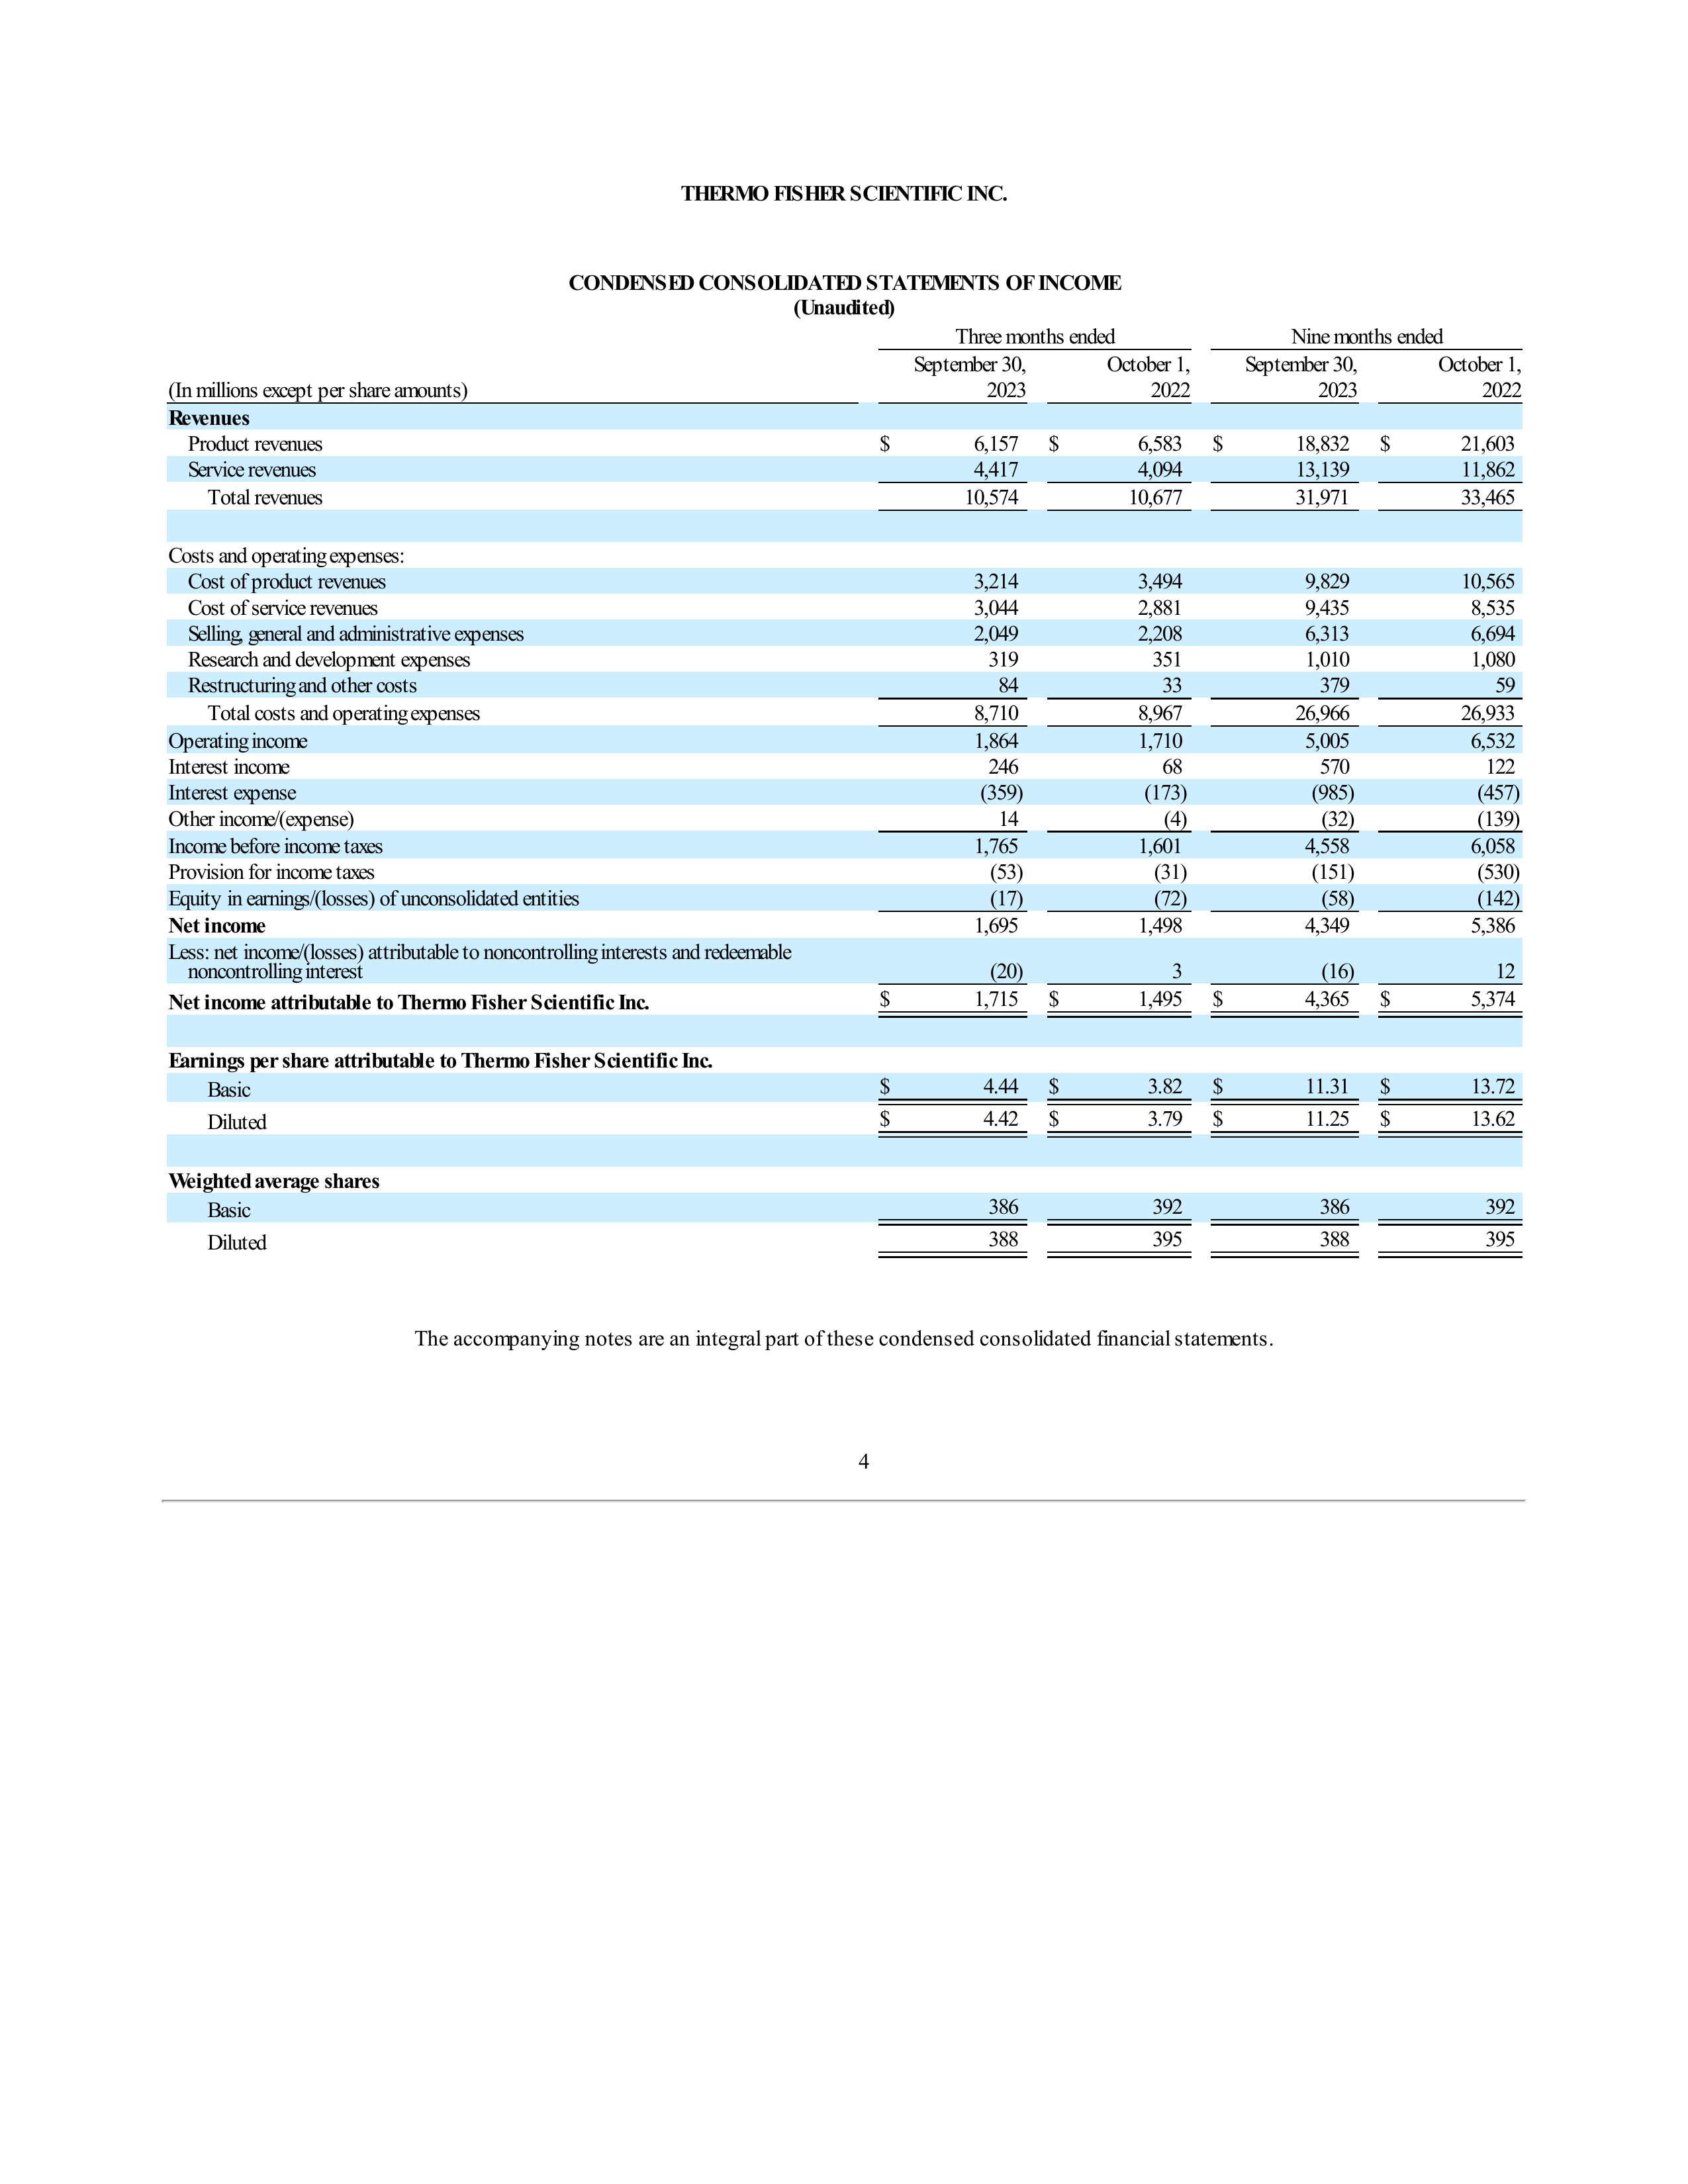 THERMO FISHER SCIENTIFIC INC.
CONDENSED CONSOLIDATED STATEMENTS OF INCOME
(Unaudited)
Three months ended Nine months ended
September 30, October 1, September 30, October 1,
(In millions except per share amounts) 2023 2022 2023 2022
Revenues
Product revenues $ 6,157 $ 6,583 $ 18,832 $ 21,603
Service revenues 4,417 4,094 13,139 11,862
Total revenues 10,574 10,677 31,971 33,465
Costs and operating expenses:
Cost of product revenues 3,214 3,494 9,829 10,565
Cost of service revenues 3,044 2,881 9,435 8,535
Selling, general and administrative expenses 2,049 2,208 6,313 6,694
Research and development expenses 319 351 1,010 1,080
Restructuring and other costs 84 33 379 59
Total costs and operating expenses 8,710 8,967 26,966 26,933
Operating income 1,864 1,710 5,005 6,532
Interest income 246 68 570 122
Interest expense (359) (173) (985) (457)
Other income/(expense) 14 (4) (32) (139)
Income before income taxes 1,765 1,601 4,558 6,058
Provision for income taxes (53) (31) (151) (530)
Equity in earnings/(losses) of unconsolidated entities (17) (72) (58) (142)
Net income 1,695 1,498 4,349 5,386
Less: net income/(losses) attributable to noncontrolling interests and redeemable
noncontrolling interest (20) 3 (16) 12
Net income attributable to Thermo Fisher Scientific Inc. $ 1,715 $ 1,495 $ 4,365 $ 5,374
Earnings per share attributable to Thermo Fisher Scientific Inc.
Basic $ 4.44 $ 3.82 $ 11.31 $ 13.72
Diluted $ 4.42 $ 3.79 $ 11.25 $ 13.62
Weighted average shares
Basic 386 392 386 392
Diluted 388 395 388 395
The accompanying notes are an integral part of these condensed consolidated financial statements.
4